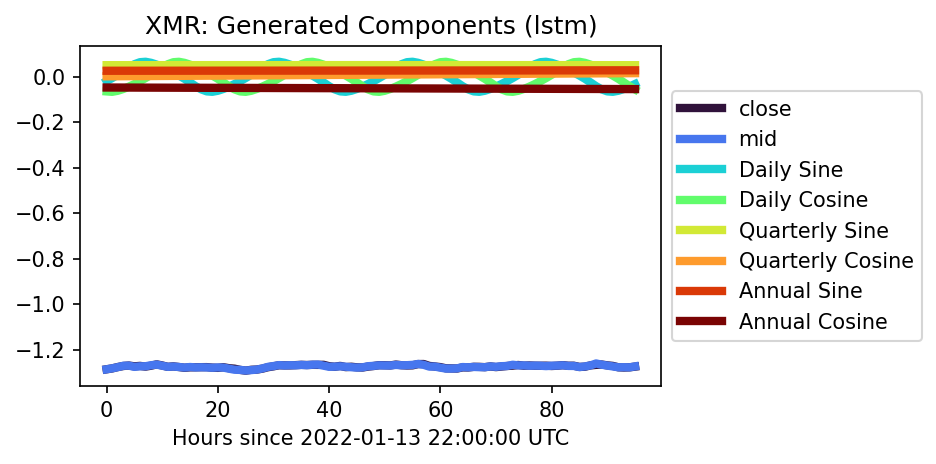 XMR: Generated Components (lstm)
0.0
−0.2
−0.4
−0.6
−0.8
−1.0
−1.2
0 20 40 60 80
Hours since 2022-01-13 22:00:00 UTC
close
mid
Daily Sine
Daily Cosine
Quarterly Sine
Quarterly Cosine
Annual Sine
Annual Cosine